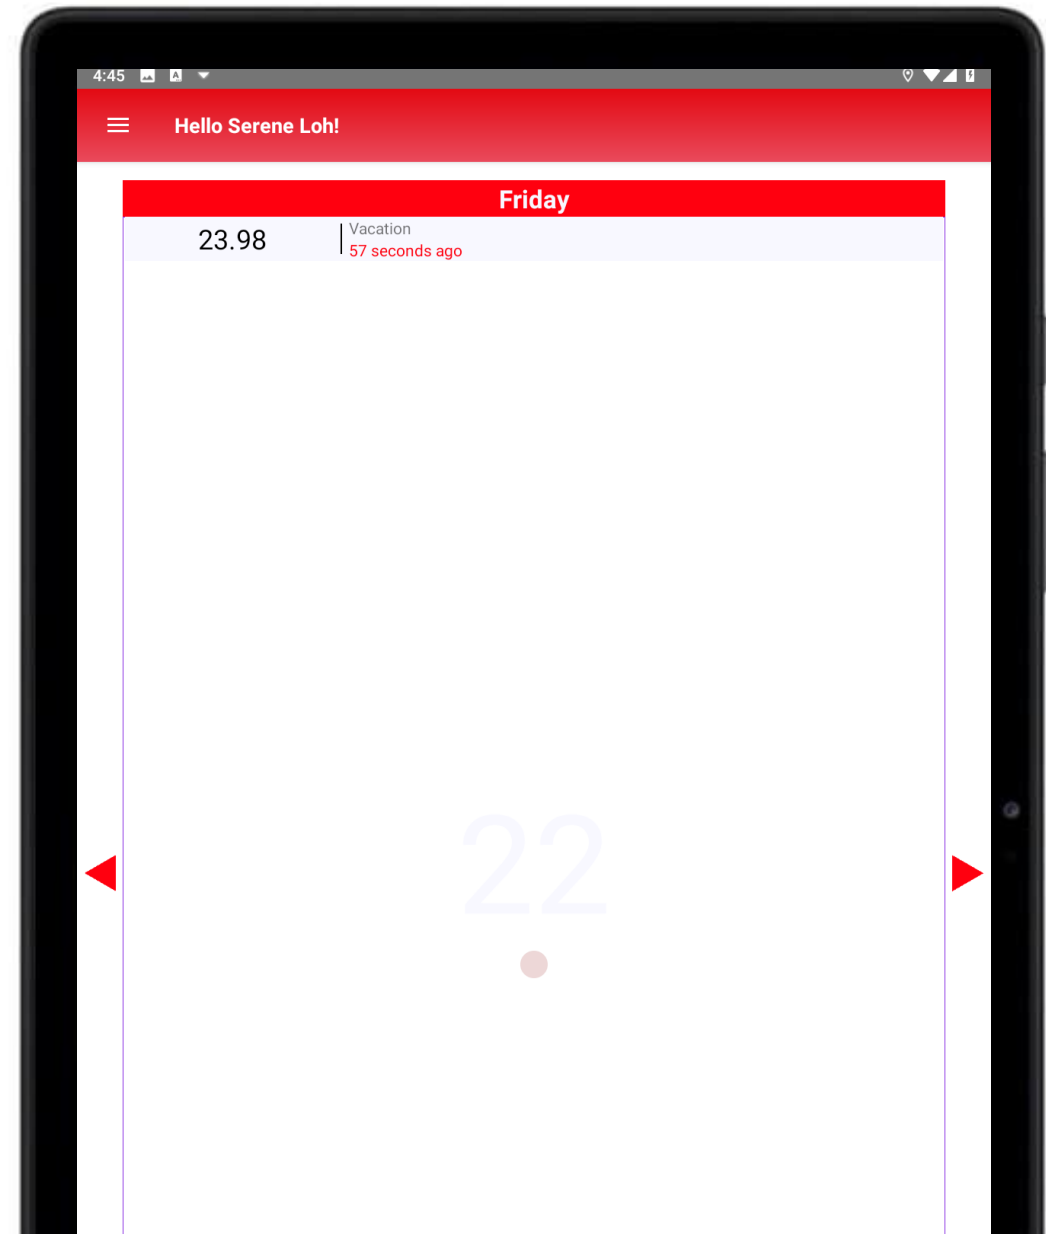 4:45
Hello Serene Loh!
Friday
23.98
Vacation
57 seconds ago
22